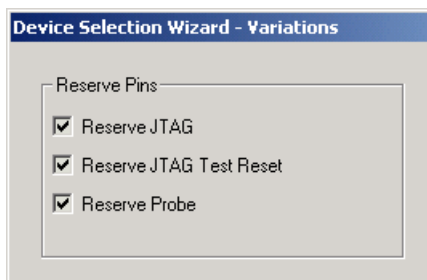 Device Selection Wizard - Variations
Reserve Pins
Reserve JTAG
Reserve JTAG Test Reset
Reserve Probe